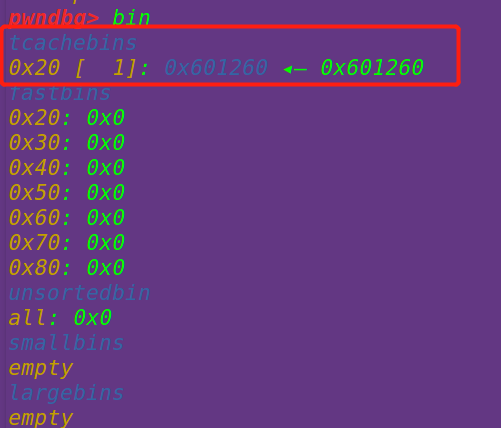 pwndbg> bin
tcachebins
0x20 [  1]: 0x601260 ◂— 0x601260
fastbins
0x20: 0x0
0x30: 0x0
0x40: 0x0
0x50: 0x0
0x60: 0x0
0x70: 0x0
0x80: 0x0
unsortedbin
all: 0x0
smallbins
empty
largebins
empty